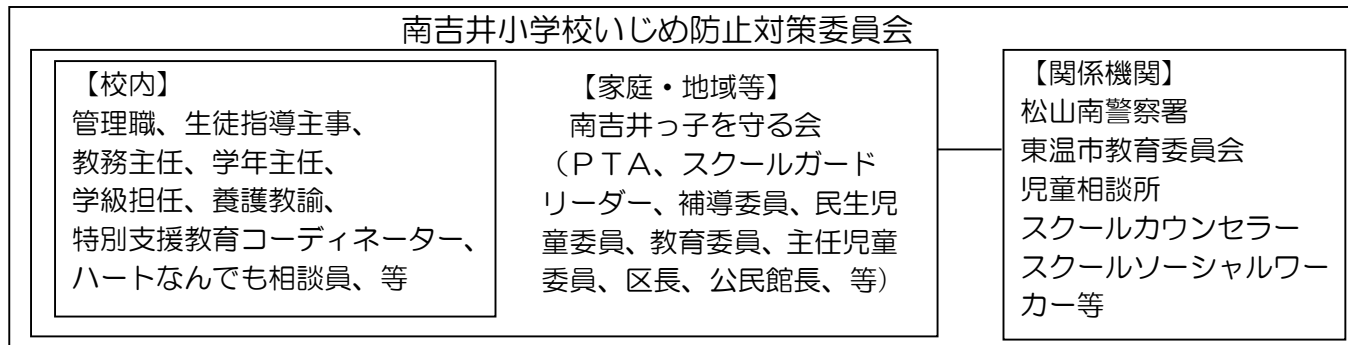 南吉井小学校いじめ防止対策委員会
【校内】
管理職、生徒指導主事、
教務主任、学年主任、
学級担任、養護教諭、
特別支援教育コーディネーター、
ハートなんでも相談員、等
【家庭・地域等】
南吉井っ子を守る会
（ＰＴＡ、スクールガード
リーダー、補導委員、民生児
童委員、教育委員、主任児童
委員、区長、公民館長、等）
【関係機関】
松山南警察署
東温市教育委員会
児童相談所
スクールカウンセラー
スクールソーシャルワー
カー等